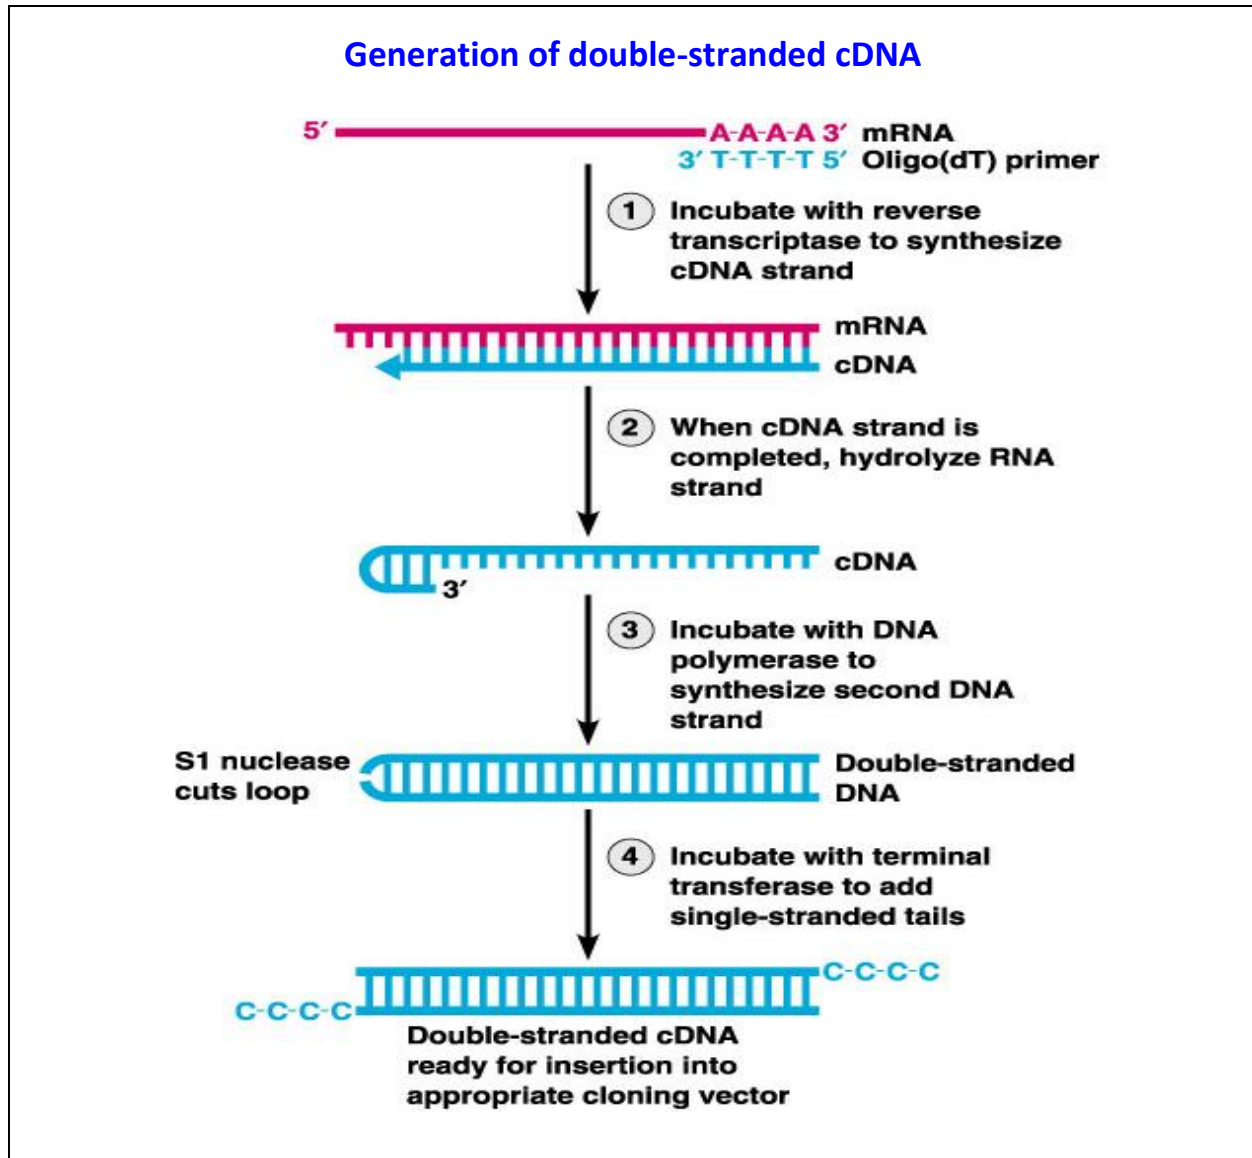 Generation of double-stranded cDNA
5′ A-A-A-A 3′ mRNA
3′ T-T-T-T 5′ Oligo(dT) primer
1 Incubate with reverse
transcriptase to synthesize
cDNA strand
mRNA
cDNA
2 When cDNA strand is
completed, hydrolyze RNA
strand
cDNA
3′
3 Incubate with DNA
polymerase to
synthesize second DNA
strand
S1 nuclease
cuts loop
Double-stranded
DNA
4 Incubate with terminal
transferase to add
single-stranded tails
C-C-C-C
C-C-C-C
Double-stranded cDNA
ready for insertion into
appropriate cloning vector